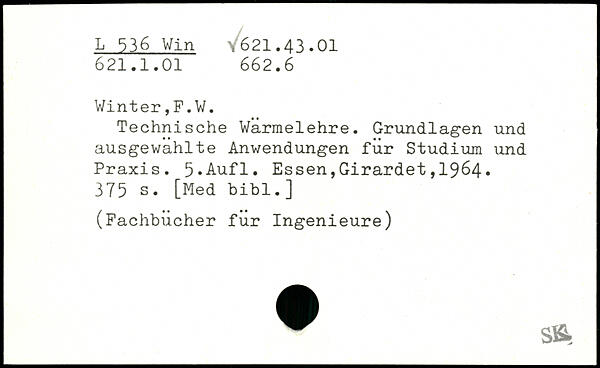 L 536 Win √621.43.01
621.1.01 662.6
Winter,F.W.
Technische Wärmelehre. Grundlagen und
ausgewählte Anwendungen für Studium und
Praxis. 5.Aufl. Essen,Girardet,1964.
375 s. [Med bibl.]
(Fachbücher für Ingenieure)
SK